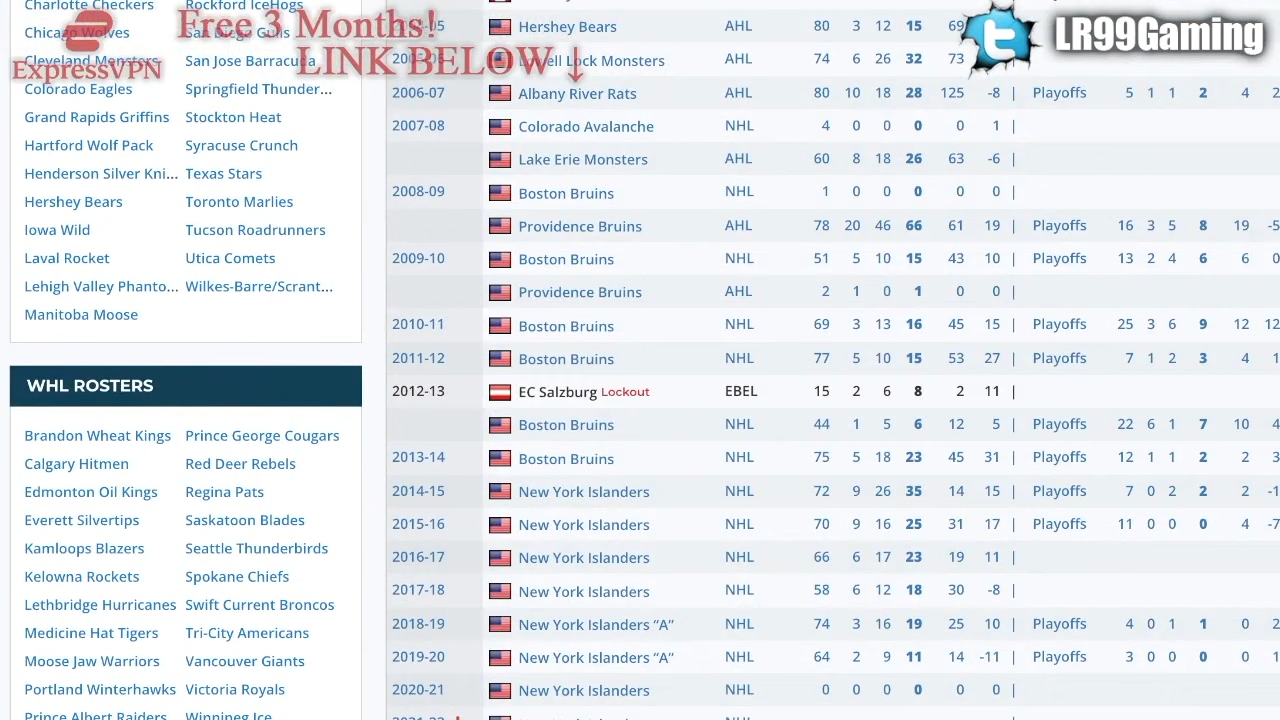 Charlotte Checkers Rockford IceHogs
Chicago Wolves San Diego Gulls
Cleveland Monsters San Jose Barracuda
Colorado Eagles Springfield Thunder...
Grand Rapids Griffins Stockton Heat
Hartford Wolf Pack Syracuse Crunch
Henderson Silver Kni... Texas Stars
Hershey Bears Toronto Marlies
Iowa Wild Tucson Roadrunners
Laval Rocket Utica Comets
Lehigh Valley Phanto... Wilkes-Barre/Scrant...
Manitoba Moose
WHL ROSTERS
Brandon Wheat Kings Prince George Cougars
Calgary Hitmen Red Deer Rebels
Edmonton Oil Kings Regina Pats
Everett Silvertips Saskatoon Blades
Kamloops Blazers Seattle Thunderbirds
Kelowna Rockets Spokane Chiefs
Lethbridge Hurricanes Swift Current Broncos
Medicine Hat Tigers Tri-City Americans
Moose Jaw Warriors Vancouver Giants
Portland Winterhawks Victoria Royals
Prince Albert Raiders Winnipeg Ice
ExpressVPN
Free 3 Months!
LINK BELOW ↓
LR99Gaming
Hershey Bears AHL 80 3 12 15 69
Lowell Lock Monsters AHL 74 6 26 32 73
2006-07 Albany River Rats AHL 80 10 18 28 125 -8 | Playoffs 5 1 1 2 4 2
2007-08 Colorado Avalanche NHL 4 0 0 0 0 1 |
Lake Erie Monsters AHL 60 8 18 26 63 -6 |
2008-09 Boston Bruins NHL 1 0 0 0 0 0 |
Providence Bruins AHL 78 20 46 66 61 19 | Playoffs 16 3 5 8 19 -5
2009-10 Boston Bruins NHL 51 5 10 15 43 10 | Playoffs 13 2 4 6 6 0
Providence Bruins AHL 2 1 0 1 0 0 |
2010-11 Boston Bruins NHL 69 3 13 16 45 15 | Playoffs 25 3 6 9 12 12
2011-12 Boston Bruins NHL 77 5 10 15 53 27 | Playoffs 7 1 2 3 4 1
2012-13 EC Salzburg Lockout EBEL 15 2 6 8 2 11 |
Boston Bruins NHL 44 1 5 6 12 5 | Playoffs 22 6 1 7 10 4
2013-14 Boston Bruins NHL 75 5 18 23 45 31 | Playoffs 12 1 1 2 2 3
2014-15 New York Islanders NHL 72 9 26 35 14 15 | Playoffs 7 0 2 2 2 -1
2015-16 New York Islanders NHL 70 9 16 25 31 17 | Playoffs 11 0 0 0 4 -7
2016-17 New York Islanders NHL 66 6 17 23 19 11 |
2017-18 New York Islanders NHL 58 6 12 18 30 -8 |
2018-19 New York Islanders “A” NHL 74 3 16 19 25 10 | Playoffs 4 0 1 1 0 2
2019-20 New York Islanders “A” NHL 64 2 9 11 14 -11 | Playoffs 3 0 0 0 0 1
2020-21 New York Islanders NHL 0 0 0 0 0 0 |